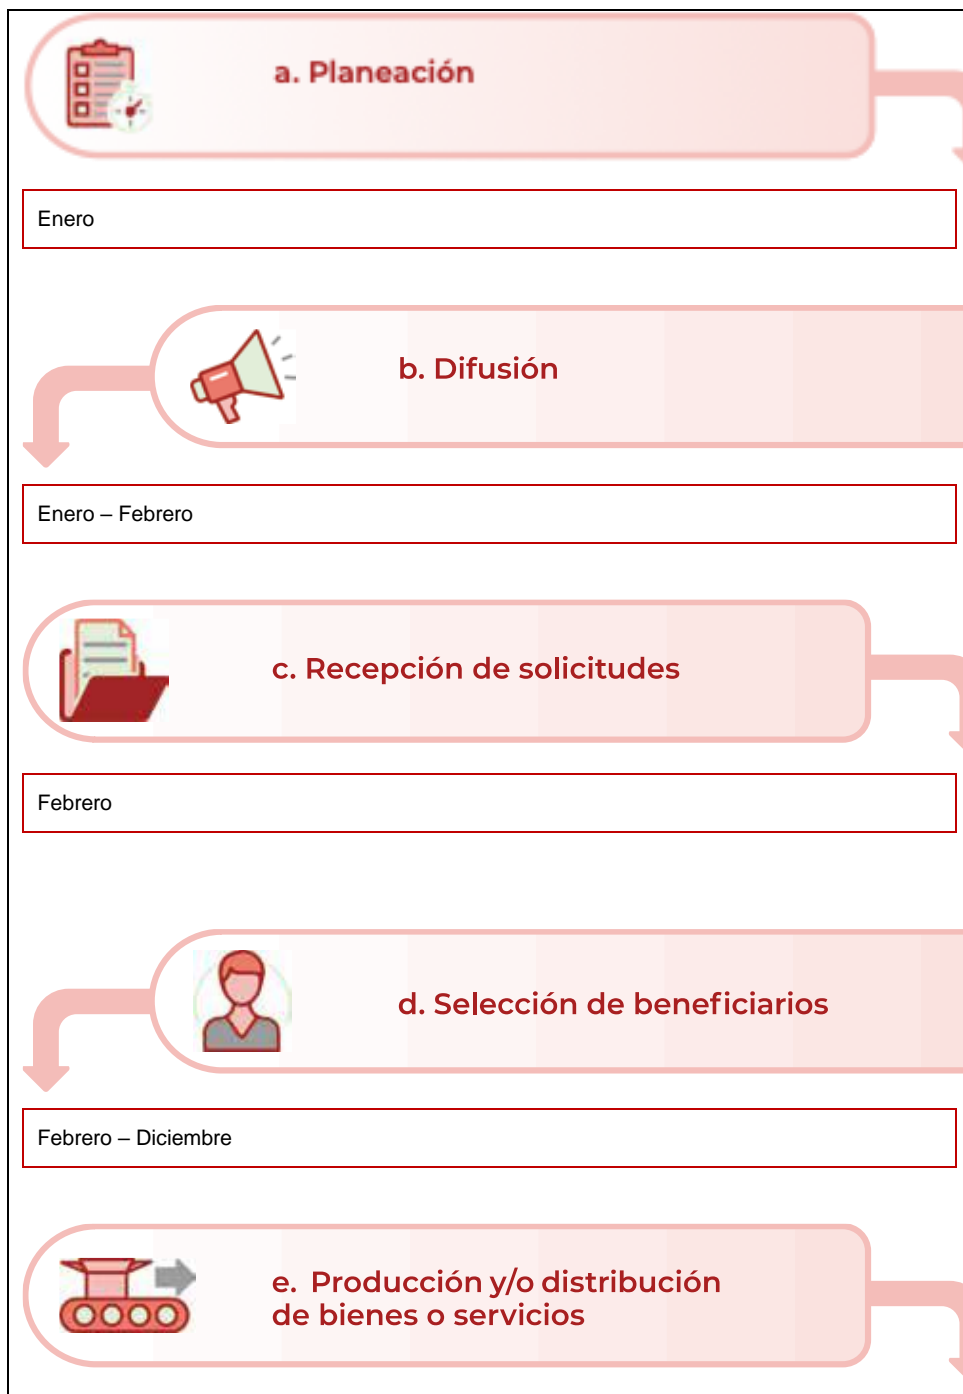 a. Planeación
Enero
b. Difusión
Enero – Febrero
c. Recepción de solicitudes
Febrero
d. Selección de beneficiarios
Febrero – Diciembre
e. Producción y/o distribución
de bienes o servicios